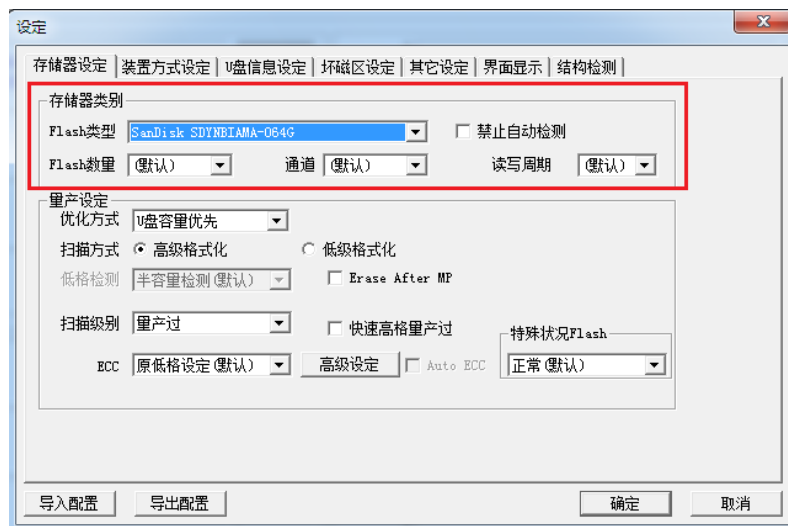 设定
存储器设定 装置方式设定 U盘信息设定 坏磁区设定 其它设定 界面显示 结构检测
存储器类别
Flash类型 SanDisk SDYNBIAMA-064G 禁止自动检测
Flash数量 (默认) 通道 (默认) 读写周期 (默认)
量产设定
优化方式 U盘容量优先
扫描方式 高级格式化 低级格式化
低格检测 半容量检测(默认) Erase After MP
扫描级别 量产过 快速高格量产过 特殊状况Flash
ECC 原低格设定(默认) 高级设定 Auto ECC 正常(默认)
导入配置 导出配置 确定 取消